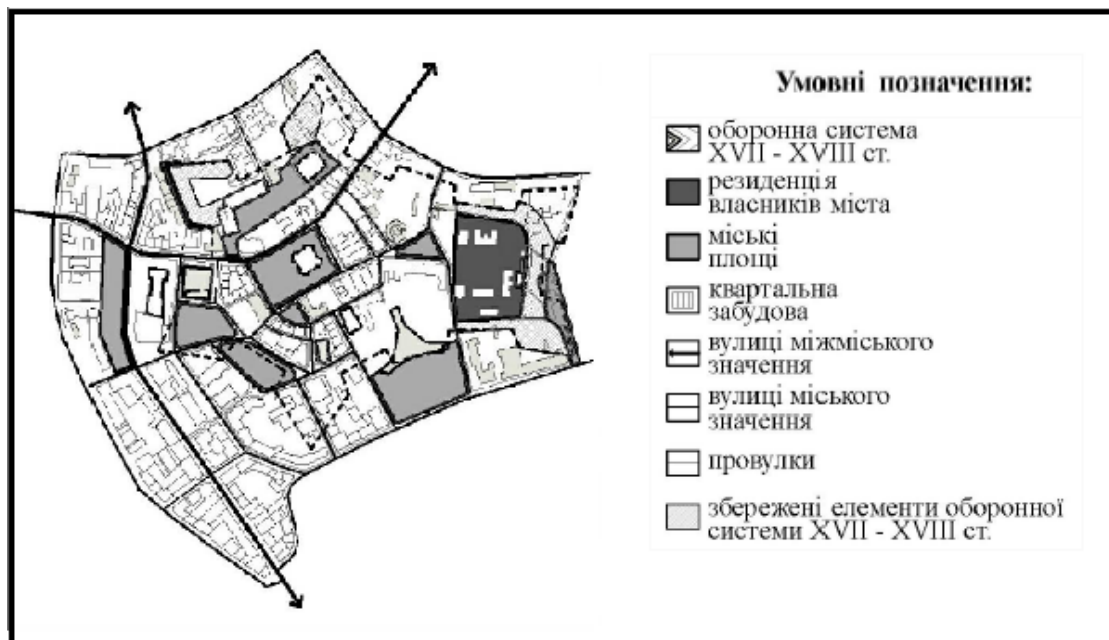 Умовні позначення:
оборонна система
XVII - XVIII ст.
резиденція
власників міста
міські
площі
квартальна
забудова
вулиці міжміського
значення
вулиці міського
значення
провулки
збережені елементи оборонної
системи XVII - XVIII ст.